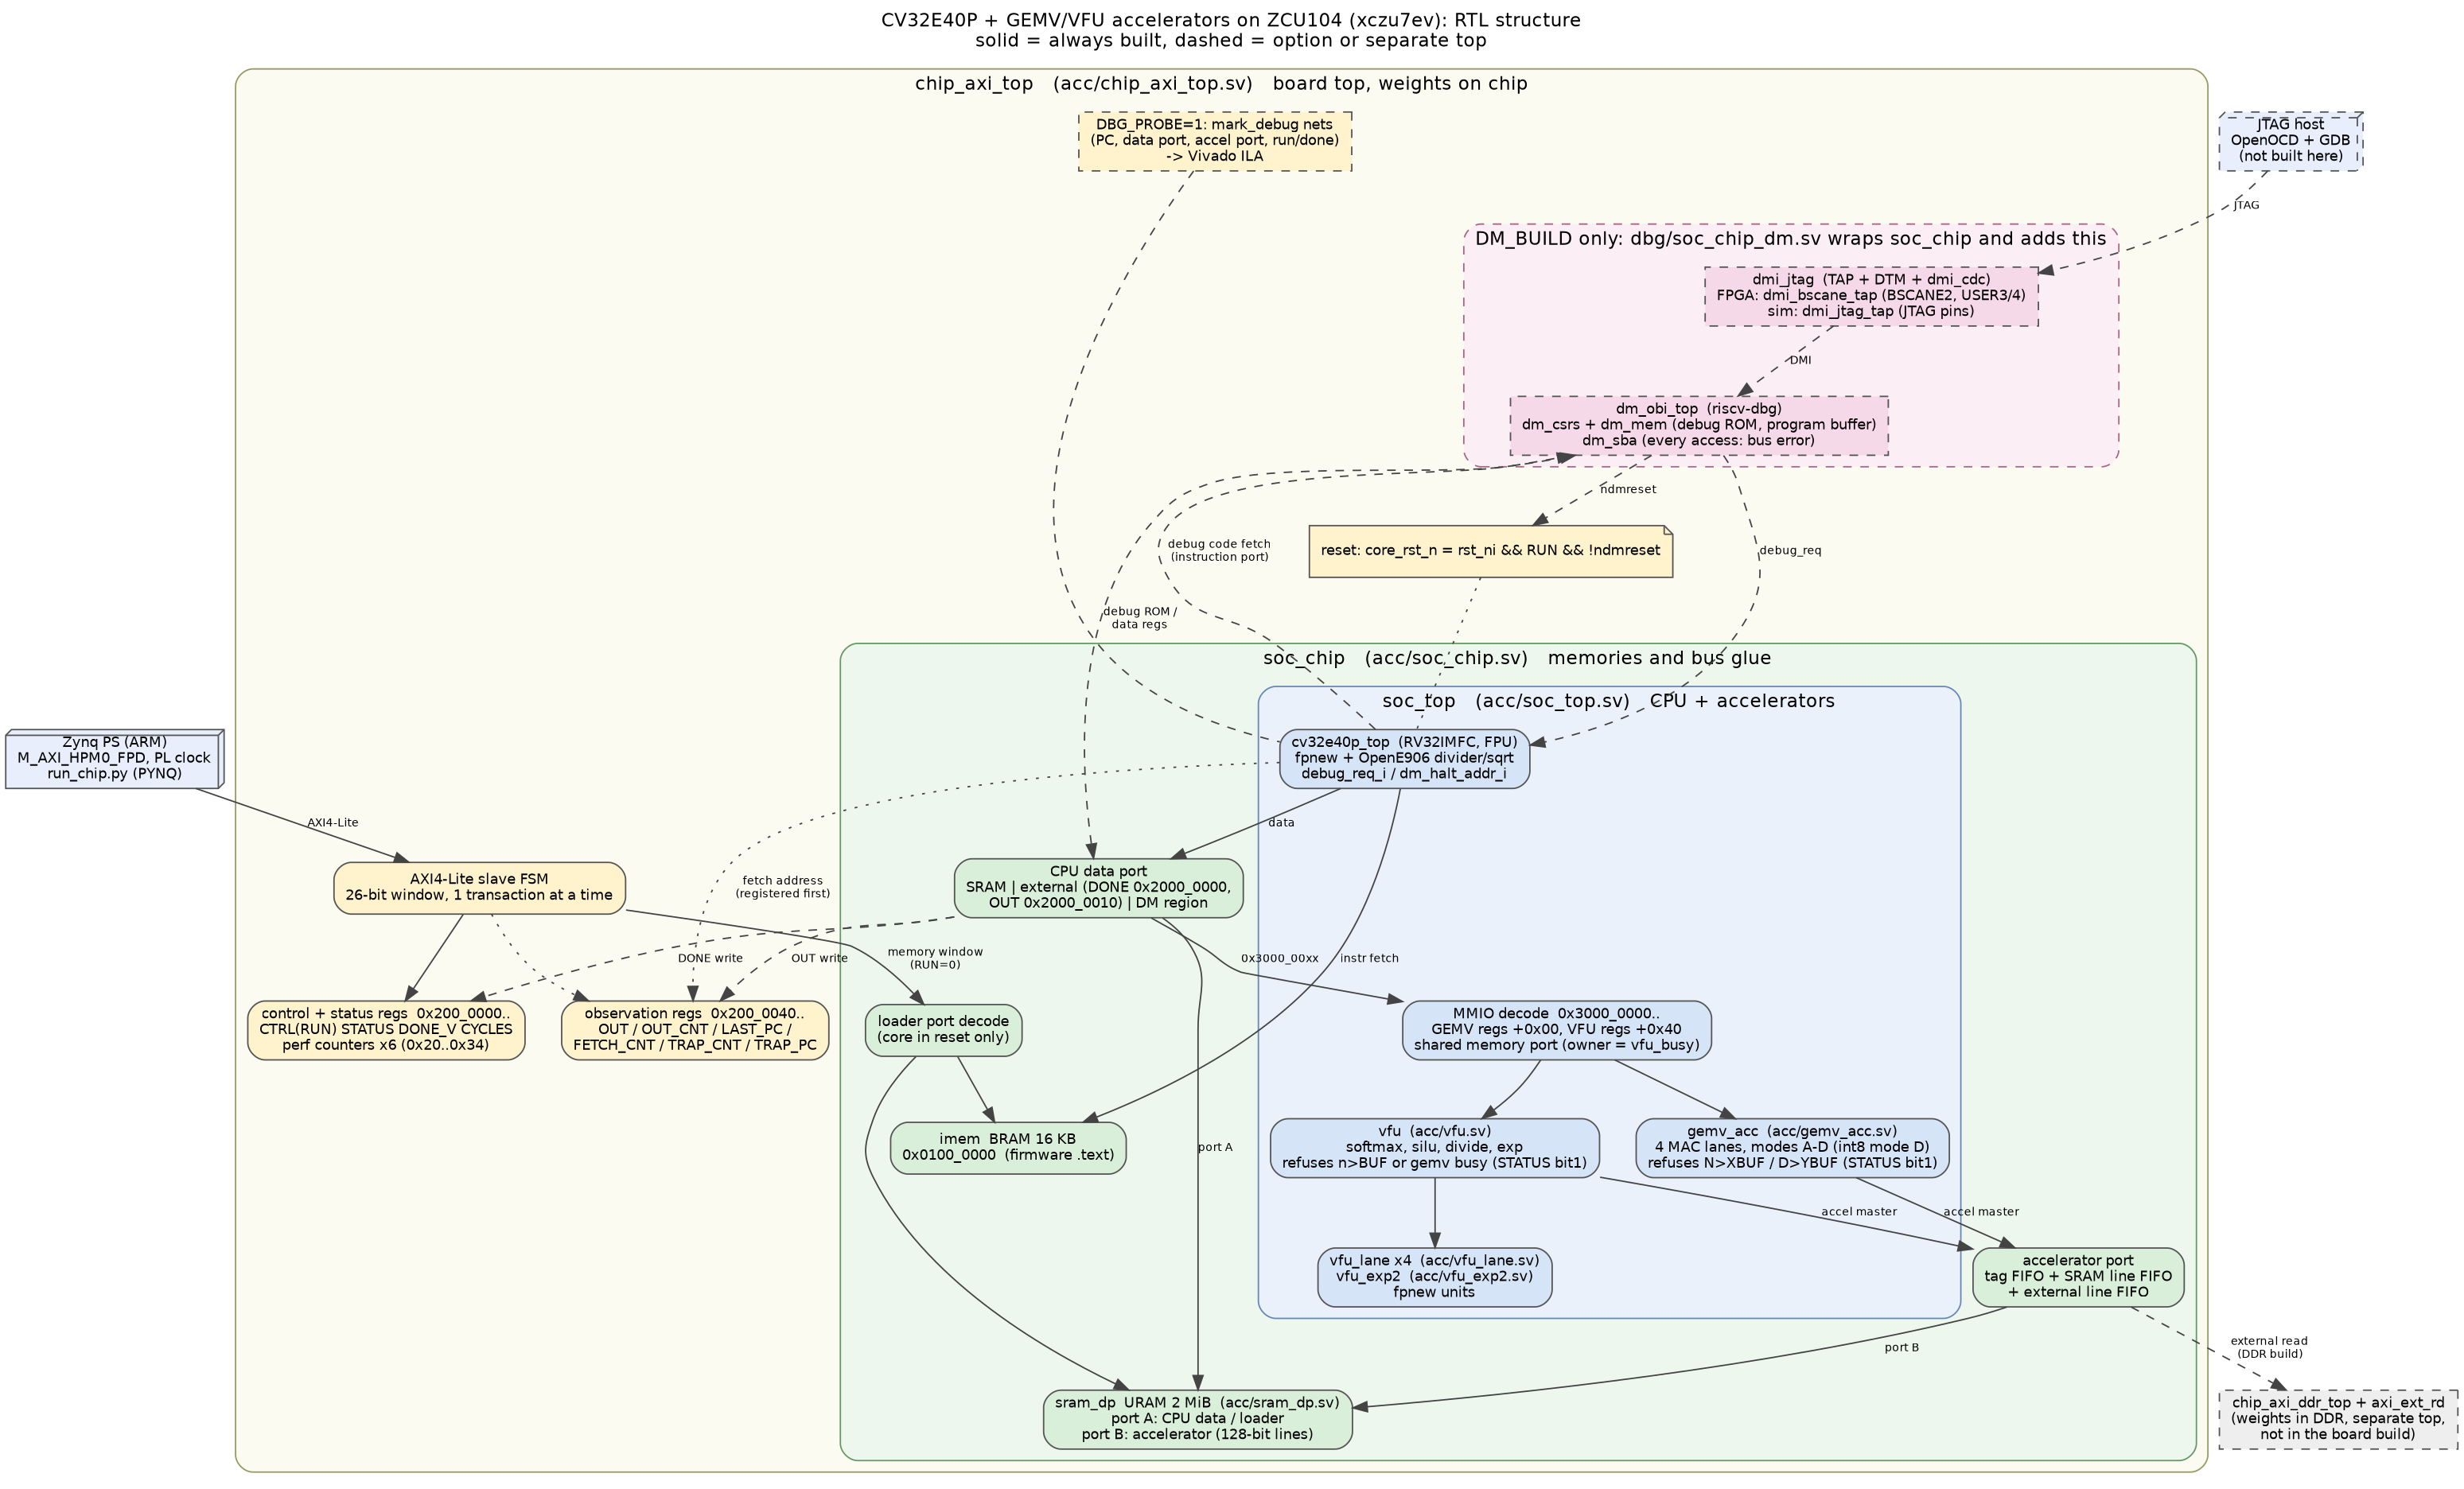 CV32E40P + GEMV/VFU accelerators on ZCU104 (xczu7ev): RTL structure
solid = always built, dashed = option or separate top
chip_axi_top   (acc/chip_axi_top.sv)   board top, weights on chip
DBG_PROBE=1: mark_debug nets
(PC, data port, accel port, run/done)
-> Vivado ILA
JTAG host
OpenOCD + GDB
(not built here)
JTAG
DM_BUILD only: dbg/soc_chip_dm.sv wraps soc_chip and adds this
dmi_jtag  (TAP + DTM + dmi_cdc)
FPGA: dmi_bscane_tap (BSCANE2, USER3/4)
sim: dmi_jtag_tap (JTAG pins)
DMI
dm_obi_top  (riscv-dbg)
dm_csrs + dm_mem (debug ROM, program buffer)
dm_sba (every access: bus error)
ndmreset
debug code fetch
(instruction port)
reset: core_rst_n = rst_ni && RUN && !ndmreset
debug_req
debug ROM /
data regs
soc_chip   (acc/soc_chip.sv)   memories and bus glue
soc_top   (acc/soc_top.sv)   CPU + accelerators
Zynq PS (ARM)
M_AXI_HPM0_FPD, PL clock
run_chip.py (PYNQ)
cv32e40p_top  (RV32IMFC, FPU)
fpnew + OpenE906 divider/sqrt
debug_req_i / dm_halt_addr_i
AXI4-Lite
data
AXI4-Lite slave FSM
26-bit window, 1 transaction at a time
fetch address
(registered first)
CPU data port
SRAM | external (DONE 0x2000_0000,
OUT 0x2000_0010) | DM region
DONE write
OUT write
memory window
(RUN=0)
0x3000_00xx
instr fetch
control + status regs  0x200_0000..
CTRL(RUN) STATUS DONE_V CYCLES
perf counters x6 (0x20..0x34)
observation regs  0x200_0040..
OUT / OUT_CNT / LAST_PC /
FETCH_CNT / TRAP_CNT / TRAP_PC
loader port decode
(core in reset only)
MMIO decode  0x3000_0000..
GEMV regs +0x00, VFU regs +0x40
shared memory port (owner = vfu_busy)
imem  BRAM 16 KB
0x0100_0000  (firmware .text)
port A
vfu  (acc/vfu.sv)
softmax, silu, divide, exp
refuses n>BUF or gemv busy (STATUS bit1)
gemv_acc  (acc/gemv_acc.sv)
4 MAC lanes, modes A-D (int8 mode D)
refuses N>XBUF / D>YBUF (STATUS bit1)
accel master
accel master
vfu_lane x4  (acc/vfu_lane.sv)
vfu_exp2  (acc/vfu_exp2.sv)
fpnew units
accelerator port
tag FIFO + SRAM line FIFO
+ external line FIFO
port B
external read
(DDR build)
sram_dp  URAM 2 MiB  (acc/sram_dp.sv)
port A: CPU data / loader
port B: accelerator (128-bit lines)
chip_axi_ddr_top + axi_ext_rd
(weights in DDR, separate top,
not in the board build)